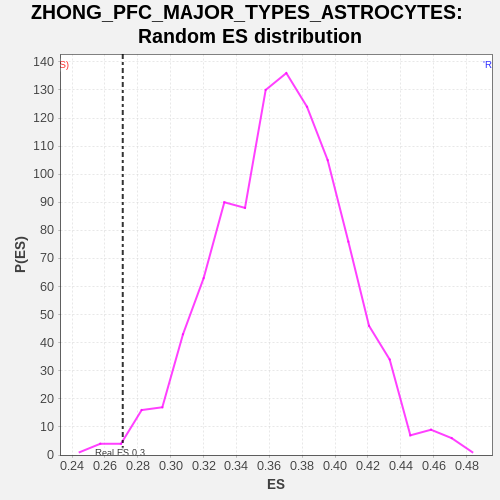 ZHONG_PFC_MAJOR_TYPES_ASTROCYTES:
Random ES distribution
140
130
120
110
100
90
80
70
60
50
40
30
20
10
0
P(ES)
S)
'R
Real ES 0.3
0.24 0.26 0.28 0.30 0.32 0.34 0.36 0.38 0.40 0.42 0.44 0.46 0.48
ES